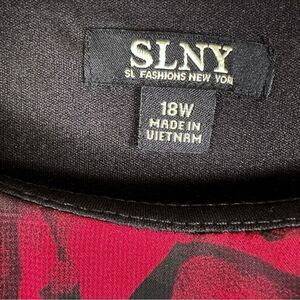 SLNY
SL FASHIONS NEW YOR
18W
MADE IN
VIETNAM